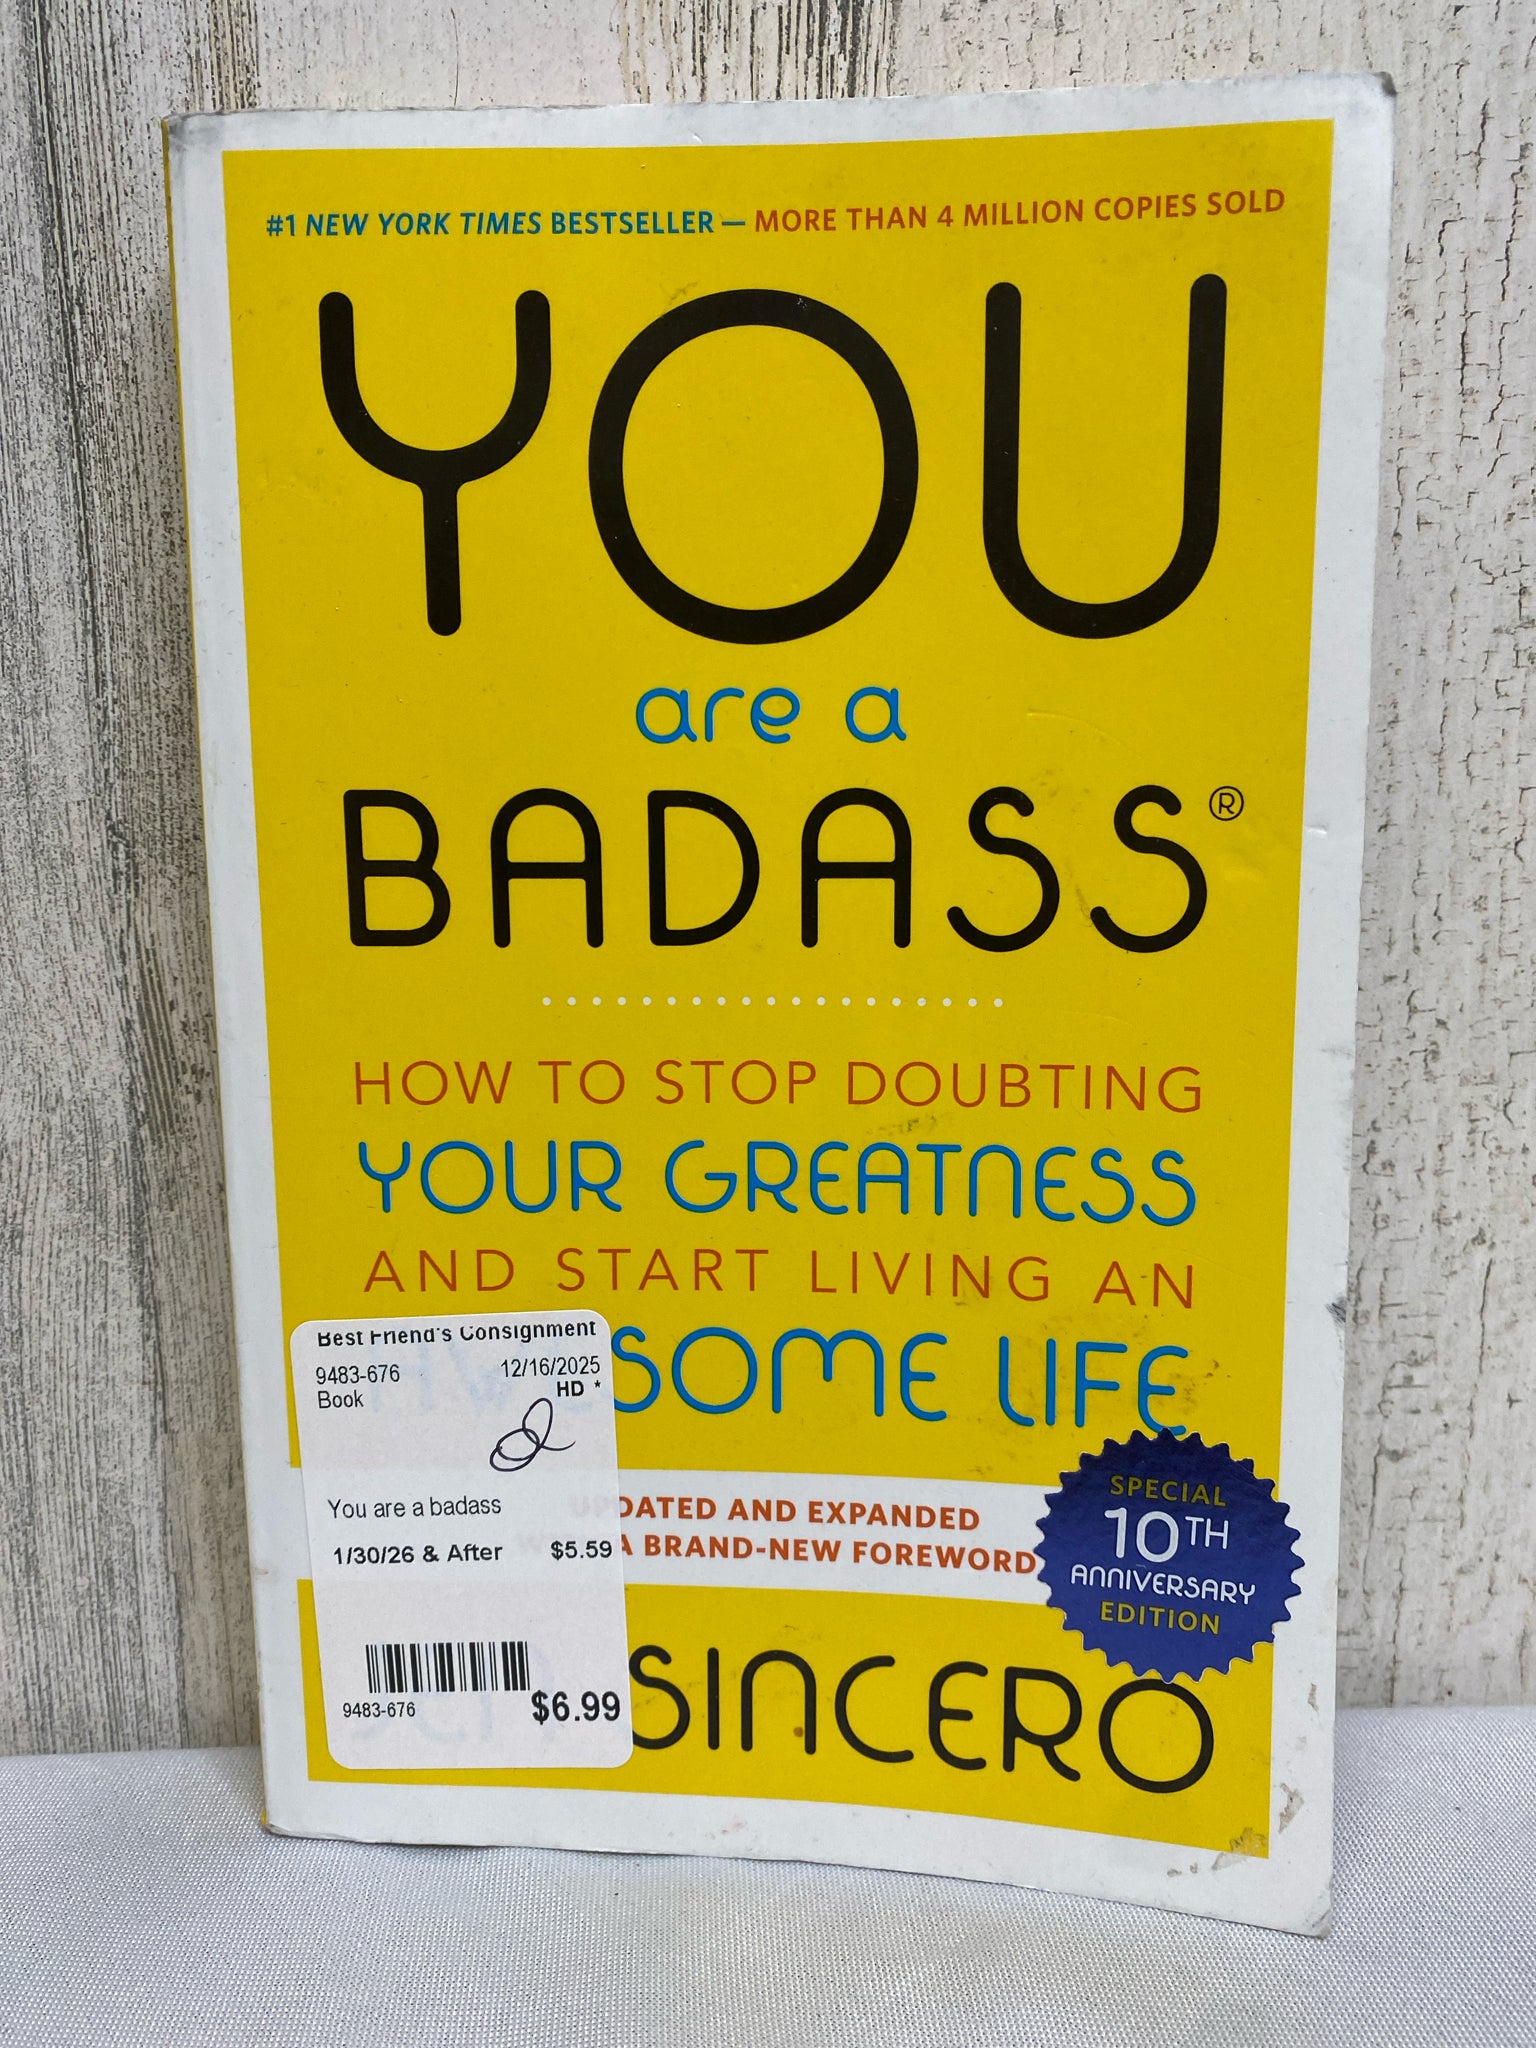 #1 NEW YORK TIMES BESTSELLER — MORE THAN 4 MILLION COPIES SOLD
YOU
are a
BADASS®
HOW TO STOP DOUBTING
YOUR GREATNESS
AND START LIVING AN
SOME LIFE
UPDATED AND EXPANDED
A BRAND-NEW FOREWORD
SPECIAL
10TH
ANNIVERSARY
EDITION
SINCERO
Best Friend's Consignment
9483-676 12/16/2025
Book HD *
You are a badass
1/30/26 & After $5.59
9483-676 $6.99